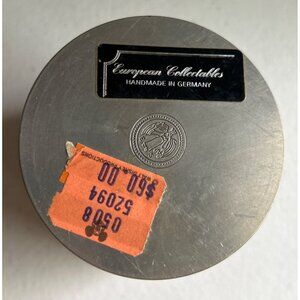 European Collectables
HANDMADE IN GERMANY
$60.00
52094
0508